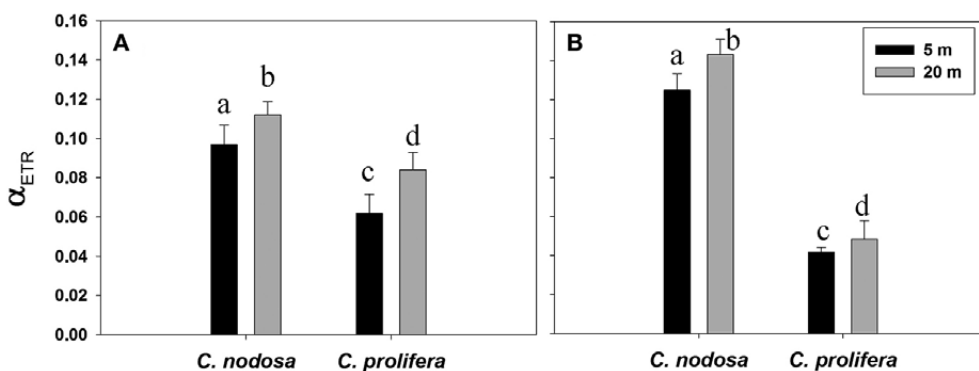 A
B
5 m
20 m
0.16
0.14
0.12
0.10
0.08
0.06
0.04
0.02
0.00
αETR
a
b
c
d
a
b
c
d
C. nodosa
C. prolifera
C. nodosa
C. prolifera